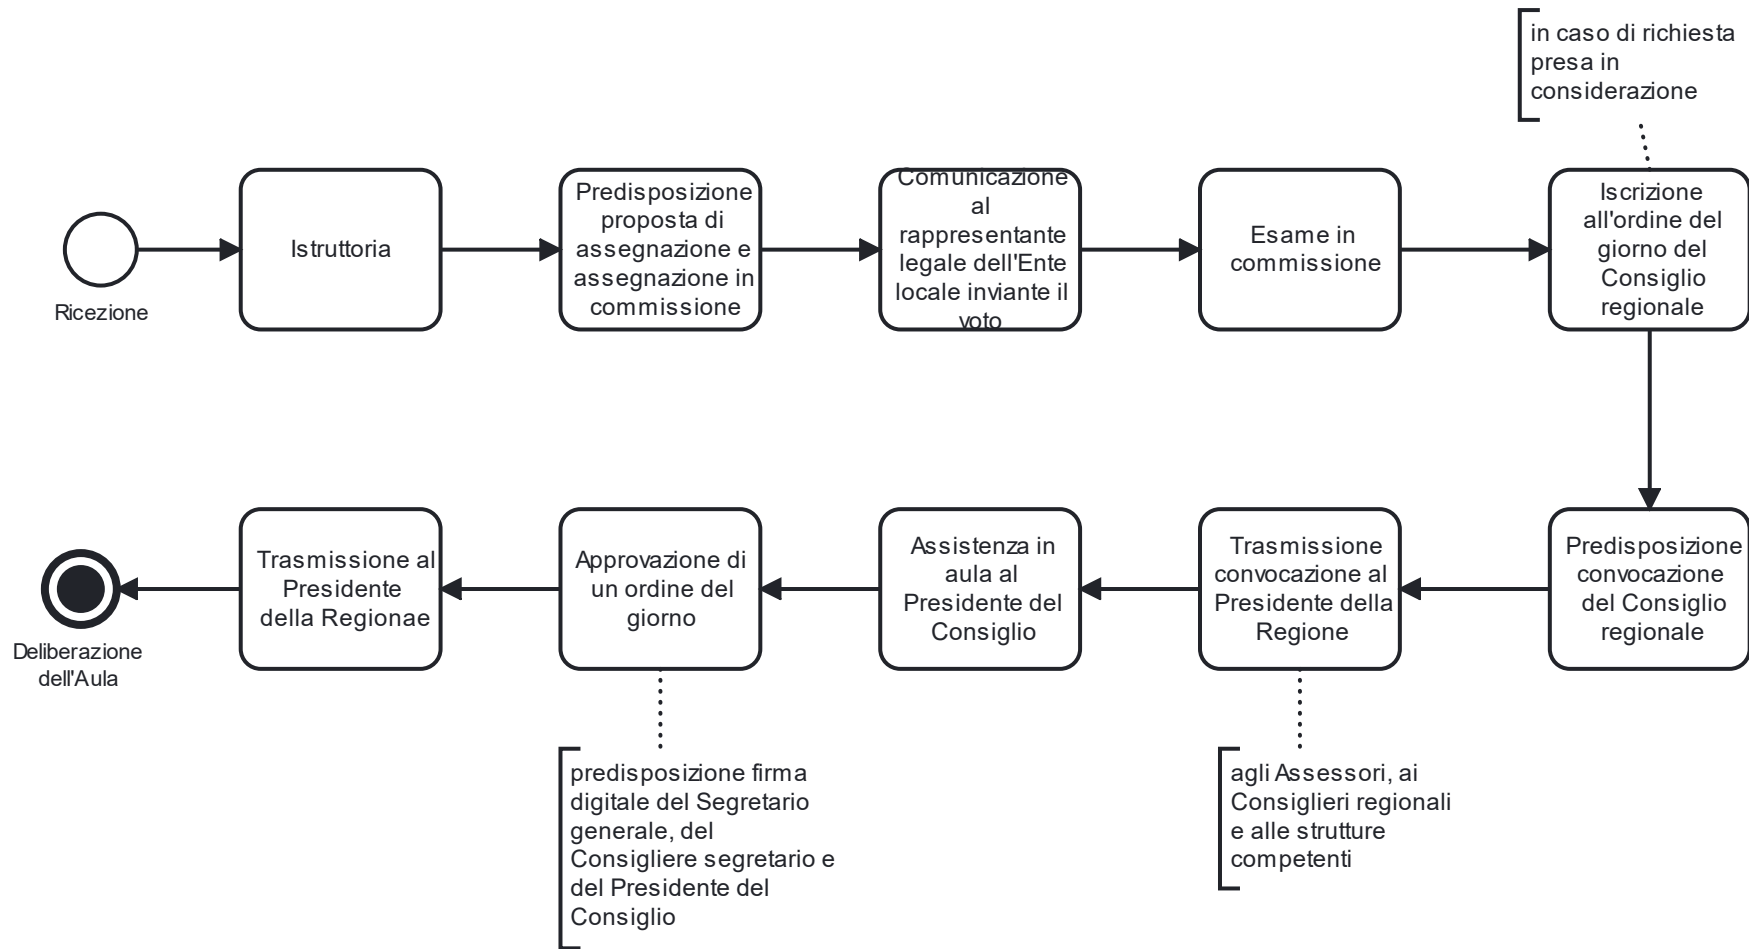 in caso di richiesta
presa in
considerazione
Ricezione
Istruttoria
Predisposizione
proposta di
assegnazione e
assegnazione in
commissione
Comunicazione
al
rappresentante
legale dell'Ente
locale inviante il
voto
Esame in
commissione
Iscrizione
all'ordine del
giorno del
Consiglio
regionale
Predisposizione
convocazione
del Consiglio
regionale
Trasmissione
convocazione al
Presidente della
Regione
agli Assessori, ai
Consiglieri regionali
e alle strutture
competenti
Assistenza in
aula al
Presidente del
Consiglio
Approvazione di
un ordine del
giorno
predisposizione firma
digitale del Segretario
generale, del
Consigliere segretario e
del Presidente del
Consiglio
Trasmissione al
Presidente
della Regionae
Deliberazione
dell'Aula